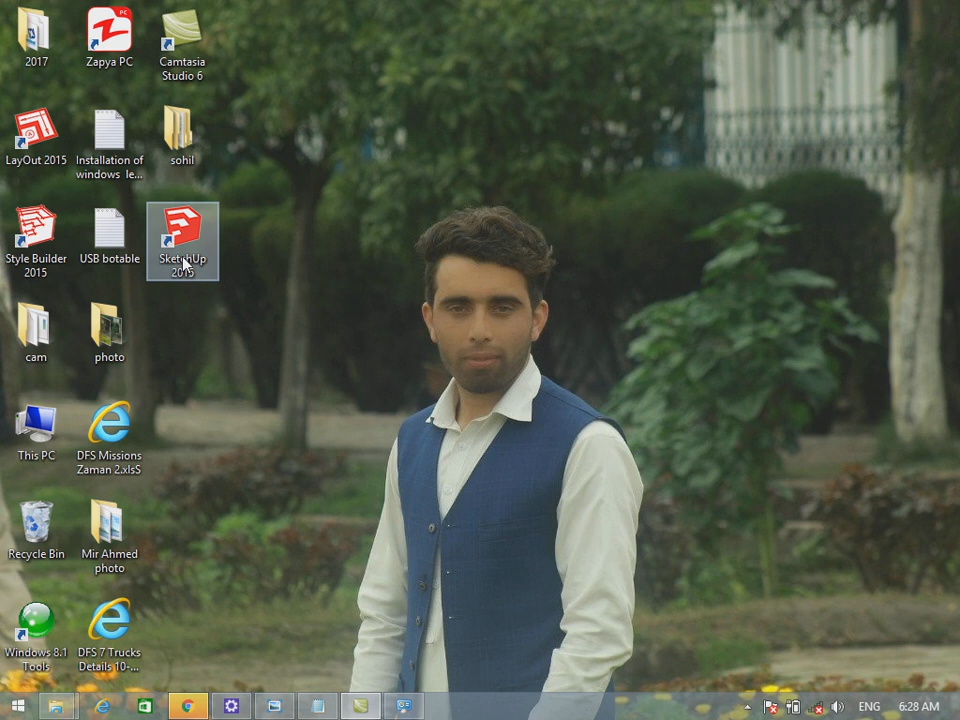 2017
Zapya PC
Camtasia
Studio 6
LayOut 2015
Installation of
windows le...
sohil
Style Builder
2015
USB botable
SketchUp
2015
cam
photo
This PC
DFS Missions
Zaman 2.xlsS
Recycle Bin
Mir Ahmed
photo
Windows 8.1
Tools
DFS 7 Trucks
Details 10-...
PC
ENG
6:28 AM